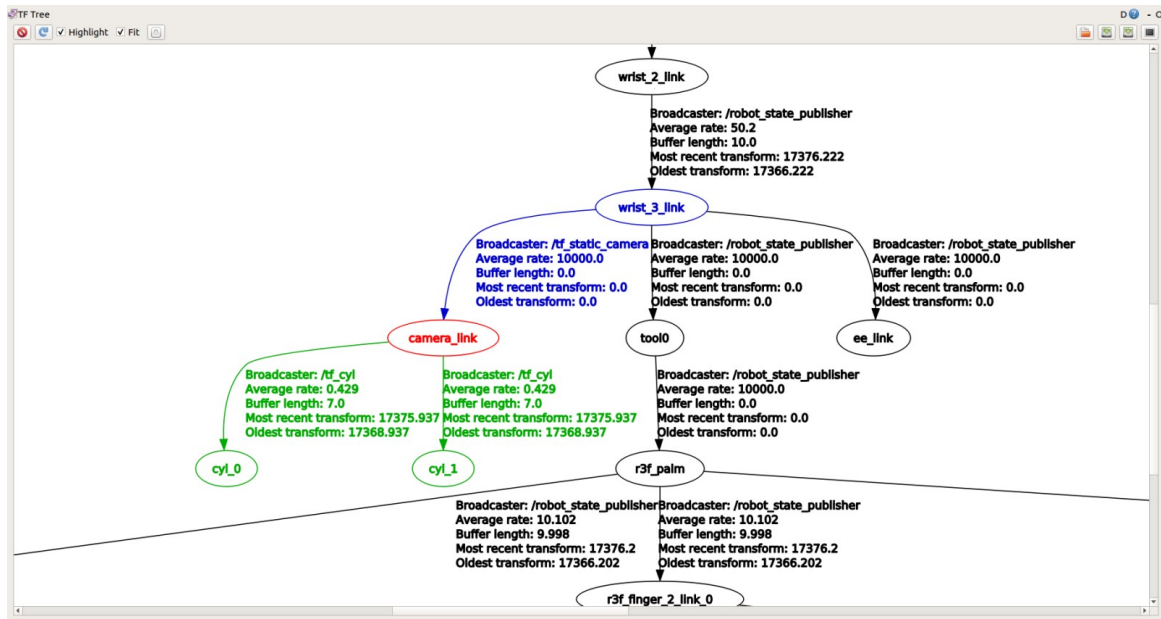 TF Tree
D
- O
Highlight
Fit
wrist_2_link
Broadcaster: /robot_state_publisher
Average rate: 50.2
Buffer length: 10.0
Most recent transform: 17376.222
Oldest transform: 17366.222
wrist_3_link
Broadcaster: /tf_static_camera
Average rate: 10000.0
Buffer length: 0.0
Most recent transform: 0.0
Oldest transform: 0.0
Broadcaster: /robot_state_publisher
Average rate: 10000.0
Buffer length: 0.0
Most recent transform: 0.0
Oldest transform: 0.0
Broadcaster: /robot_state_publisher
Average rate: 10000.0
Buffer length: 0.0
Most recent transform: 0.0
Oldest transform: 0.0
camera_link
tool0
ee_link
Broadcaster: /tf_cyl
Average rate: 0.429
Buffer length: 7.0
Most recent transform: 17375.937
Oldest transform: 17368.937
Broadcaster: /tf_cyl
Average rate: 0.429
Buffer length: 7.0
Most recent transform: 17375.937
Oldest transform: 17368.937
Broadcaster: /robot_state_publisher
Average rate: 10000.0
Buffer length: 0.0
Most recent transform: 0.0
Oldest transform: 0.0
cyl_0
cyl_1
r3f_palm
Broadcaster: /robot_state_publisher
Average rate: 10.102
Buffer length: 9.998
Most recent transform: 17376.2
Oldest transform: 17366.202
Broadcaster: /robot_state_publisher
Average rate: 10.102
Buffer length: 9.998
Most recent transform: 17376.2
Oldest transform: 17366.202
r3f_finger_2_link_0